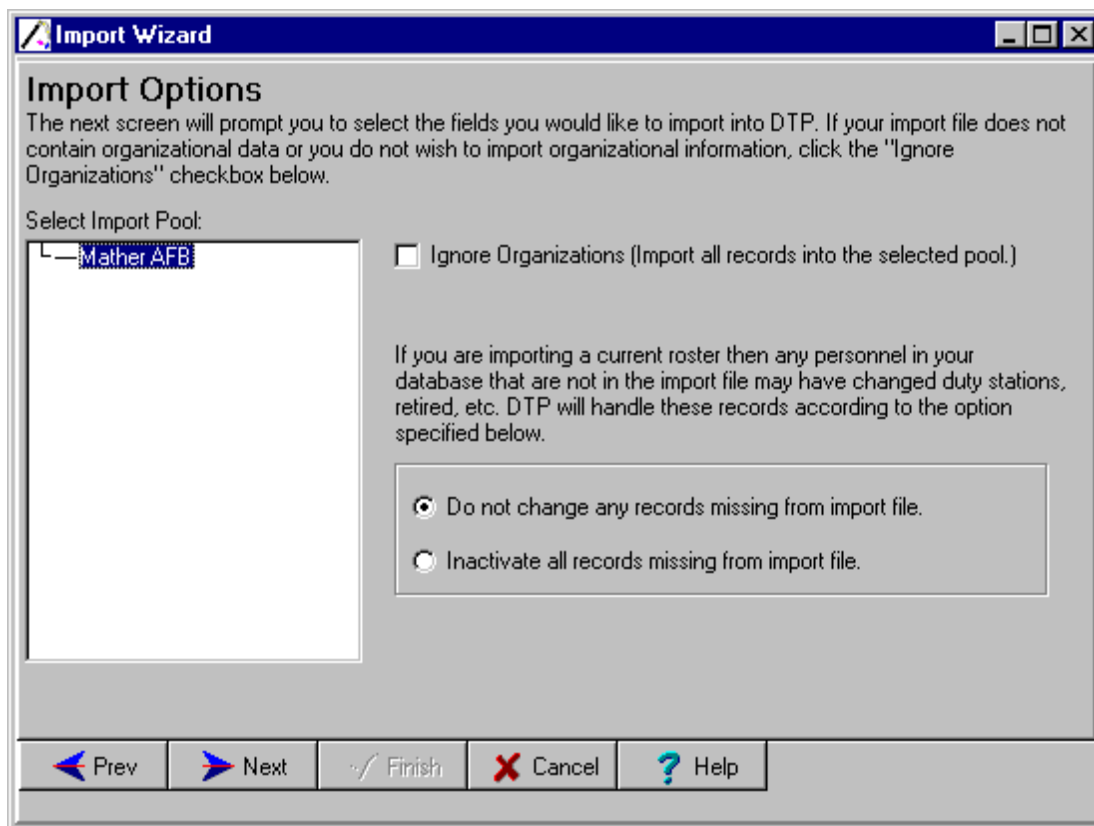 Import Wizard
Import Options
The next screen will prompt you to select the fields you would like to import into DTP. If your import file does not
contain organizational data or you do not wish to import organizational information, click the "Ignore
Organizations" checkbox below.
Select Import Pool:
Mather AFB
Ignore Organizations (Import all records into the selected pool.)
If you are importing a current roster then any personnel in your
database that are not in the import file may have changed duty stations,
retired, etc. DTP will handle these records according to the option
specified below.
Do not change any records missing from import file.
Inactivate all records missing from import file.
Prev Next Finish Cancel Help